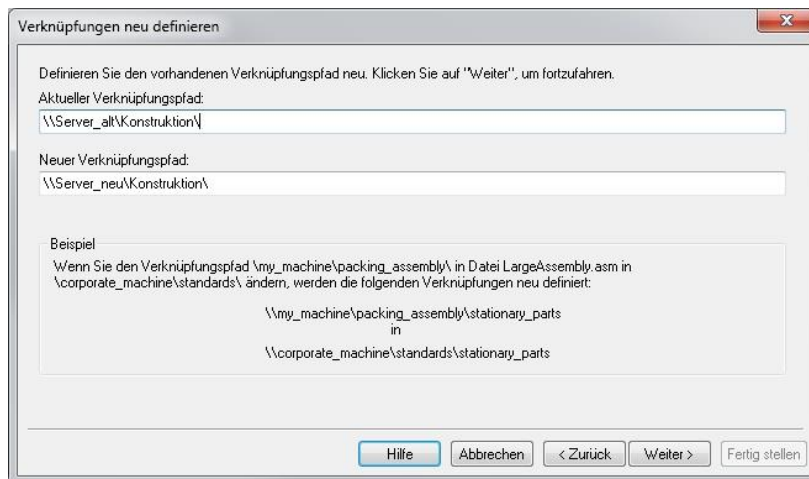 Verknüpfungen neu definieren
Definieren Sie den vorhandenen Verknüpfungspfad neu. Klicken Sie auf "Weiter", um fortzufahren.
Aktueller Verknüpfungspfad:
\\Server_alt\Konstruktion\
Neuer Verknüpfungspfad:
\\Server_neu\Konstruktion\
Beispiel
Wenn Sie den Verknüpfungspfad \my_machine\packing_assembly\ in Datei LargeAssembly.asm in
\corporate_machine\standards\ ändern, werden die folgenden Verknüpfungen neu definiert:
\\my_machine\packing_assembly\stationary_parts
in
\\corporate_machine\standards\stationary_parts
Hilfe
Abbrechen
< Zurück
Weiter >
Fertig stellen